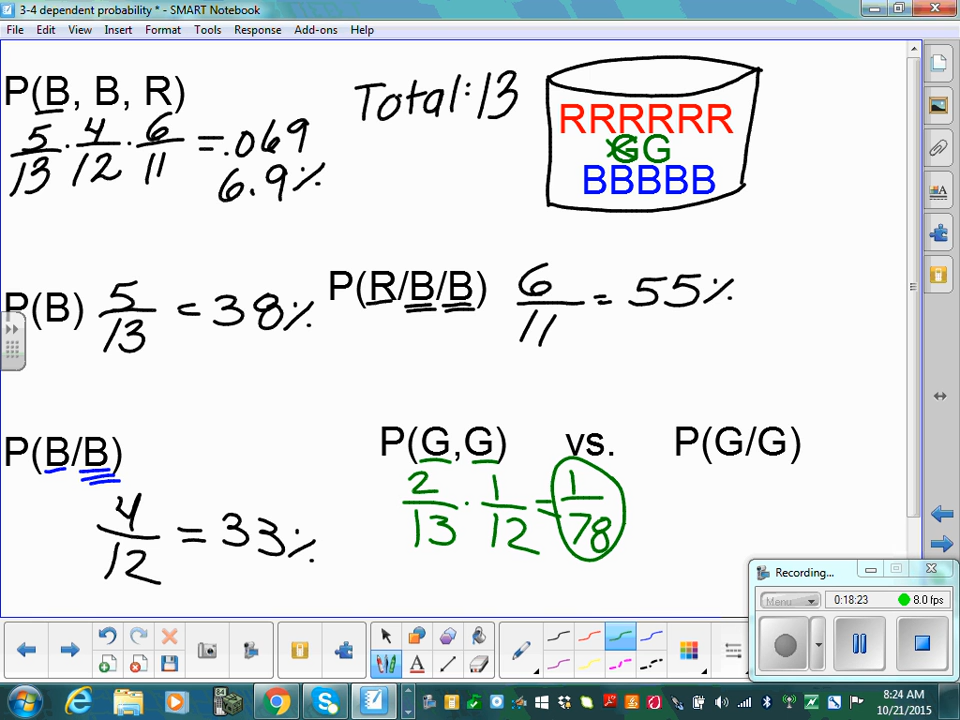 3-4 dependent probability * - SMART Notebook
File Edit View Insert Format Tools Response Add-ons Help
P(B, B, R)
5/13 · 4/12 · 6/11 = .069
6.9%
Total: 13
RRRRRR
GG
BBBBB
P(B) 5/13 = 38%
P(R/B/B) 6/11 = 55%
P(B/B)
4/12 = 33%
P(G,G) vs. P(G/G)
2/13 · 1/12 = 1/78
Recording...
Menu 0:18:23 8.0 fps
8:24 AM
10/21/2015